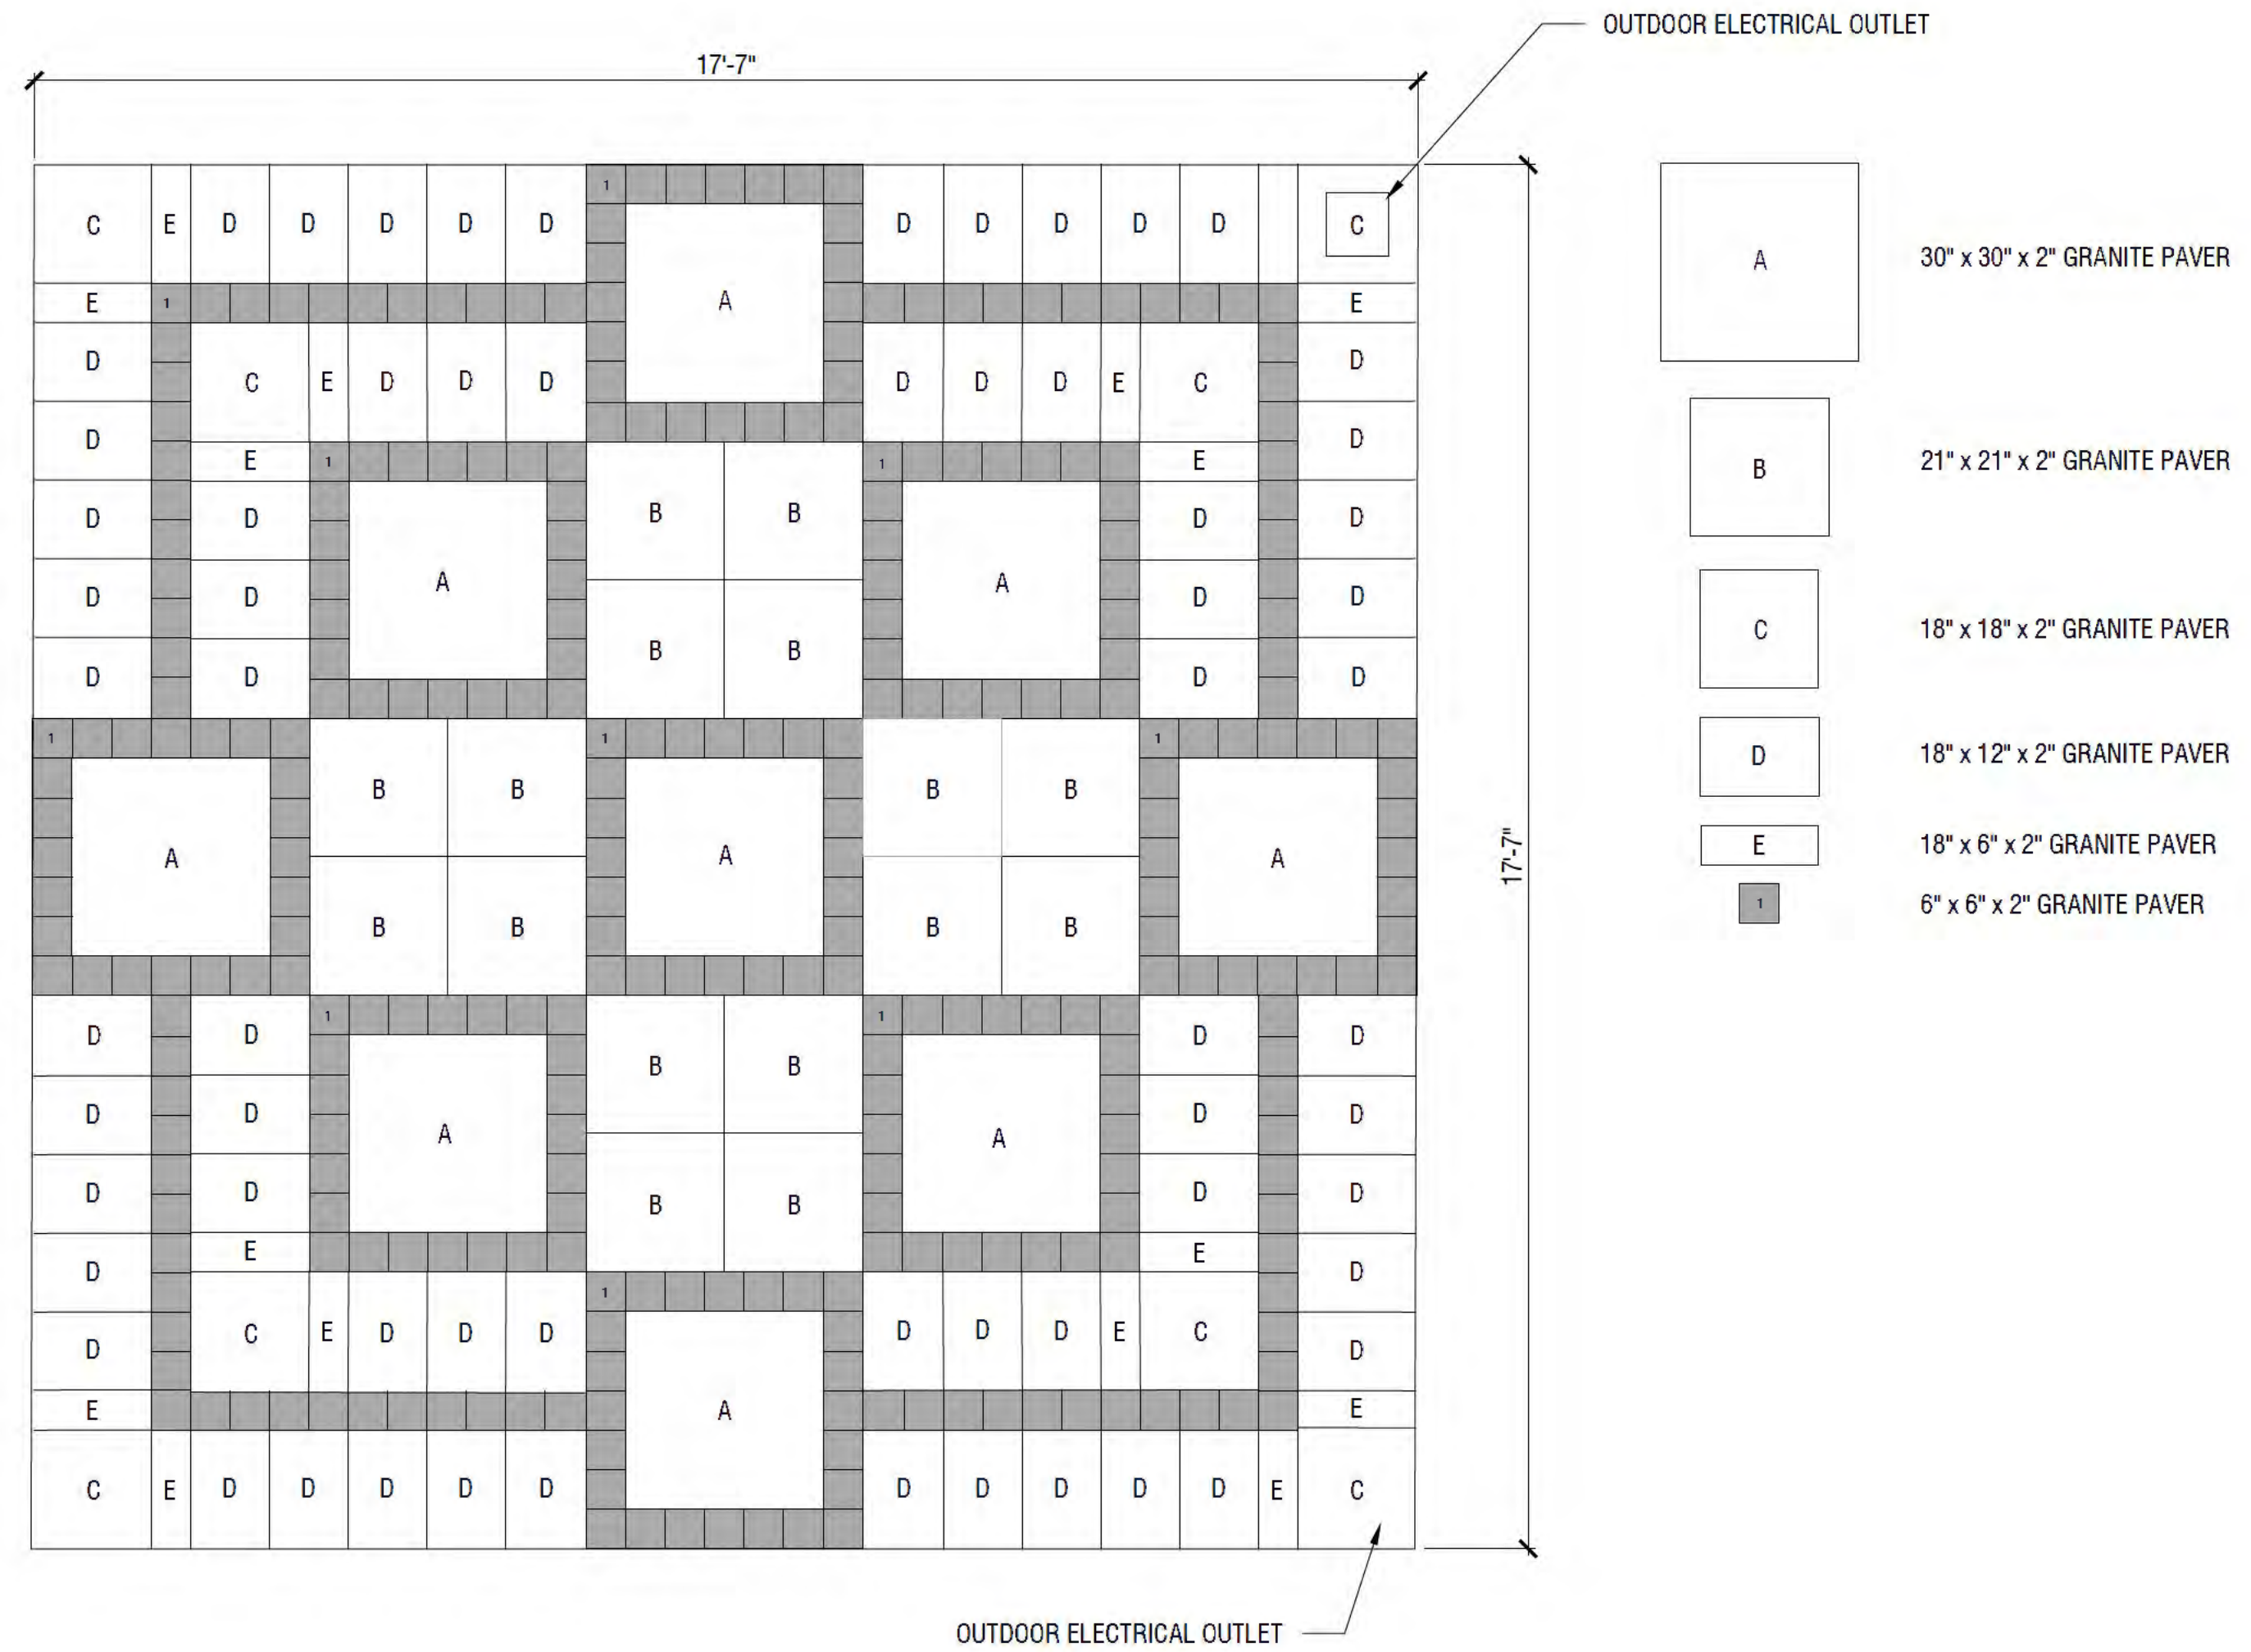 OUTDOOR ELECTRICAL OUTLET
17'-7"
1
C E D D D D D D D D D D C
E 1 A E
A 30" x 30" x 2" GRANITE PAVER
D D
C E D D D D D D E C
D D
E 1 1 E
B 21" x 21" x 2" GRANITE PAVER
B B
D D D D
A A
D D D D
C 18" x 18" x 2" GRANITE PAVER
B B
D D D D
1 1 1
D 18" x 12" x 2" GRANITE PAVER
B B B B
A A A
17'-7"
E 18" x 6" x 2" GRANITE PAVER
1 6" x 6" x 2" GRANITE PAVER
B B B B
1 1
D D D D
B B
D D D D
A A
D D D D
B B
E E
D D
1
C E D D D D D D E C
D D
E A E
C E D D D D D D D D D D E C
OUTDOOR ELECTRICAL OUTLET